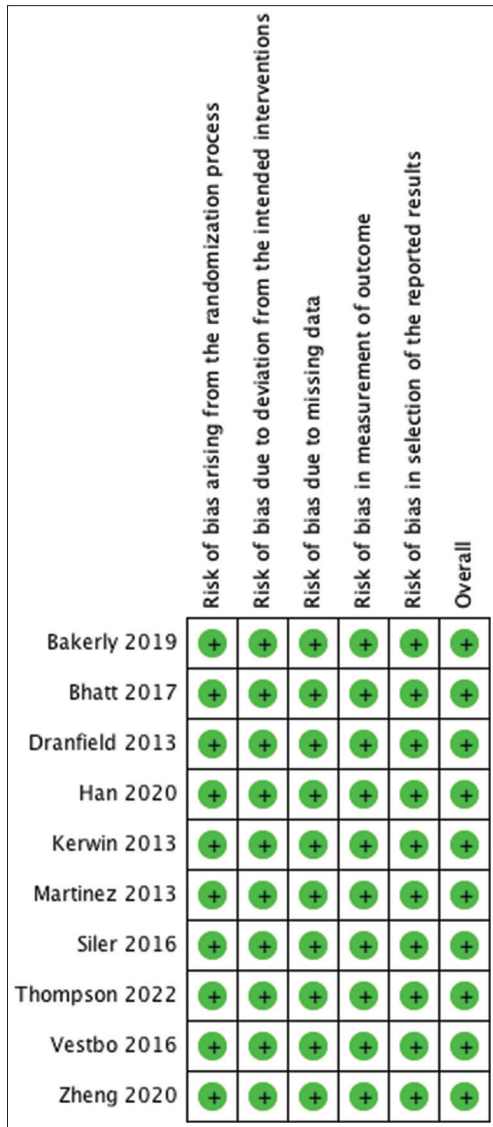 Risk of bias arising from the randomization process
Risk of bias due to deviation from the intended interventions
Risk of bias due to missing data
Risk of bias in measurement of outcome
Risk of bias in selection of the reported results
Overall
Bakerly 2019 + + + + + +
Bhatt 2017 + + + + + +
Dranfield 2013 + + + + + +
Han 2020 + + + + + +
Kerwin 2013 + + + + + +
Martinez 2013 + + + + + +
Siler 2016 + + + + + +
Thompson 2022 + + + + + +
Vestbo 2016 + + + + + +
Zheng 2020 + + + + + +